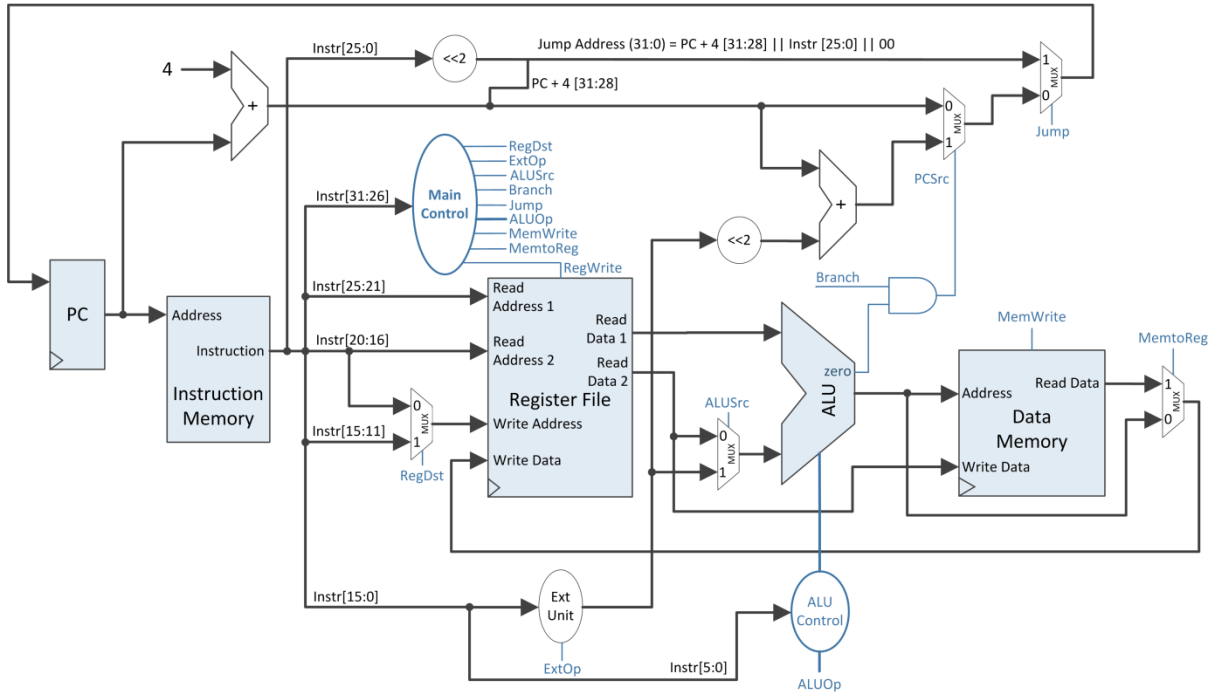 Instr[25:0]
<<2
Jump Address (31:0) = PC + 4 [31:28] || Instr [25:0] || 00
1
MUX
0
Jump
4
+
PC + 4 [31:28]
0
MUX
1
PCSrc
RegDst
ExtOp
ALUSrc
Branch
Jump
ALUOp
MemWrite
MemtoReg
RegWrite
Instr[31:26]
Main
Control
+
<<2
Branch
PC
Address
Instruction
Instruction
Memory
Instr[25:21]
Instr[20:16]
Instr[15:11]
0
MUX
1
RegDst
Read
Address 1
Read
Address 2
Register File
Write Address
Write Data
Read
Data 1
Read
Data 2
ALUSrc
0
MUX
1
zero
ALU
MemWrite
Address
Read Data
Data
Memory
Write Data
MemtoReg
1
MUX
0
Instr[15:0]
Ext
Unit
ExtOp
Instr[5:0]
ALU
Control
ALUOp